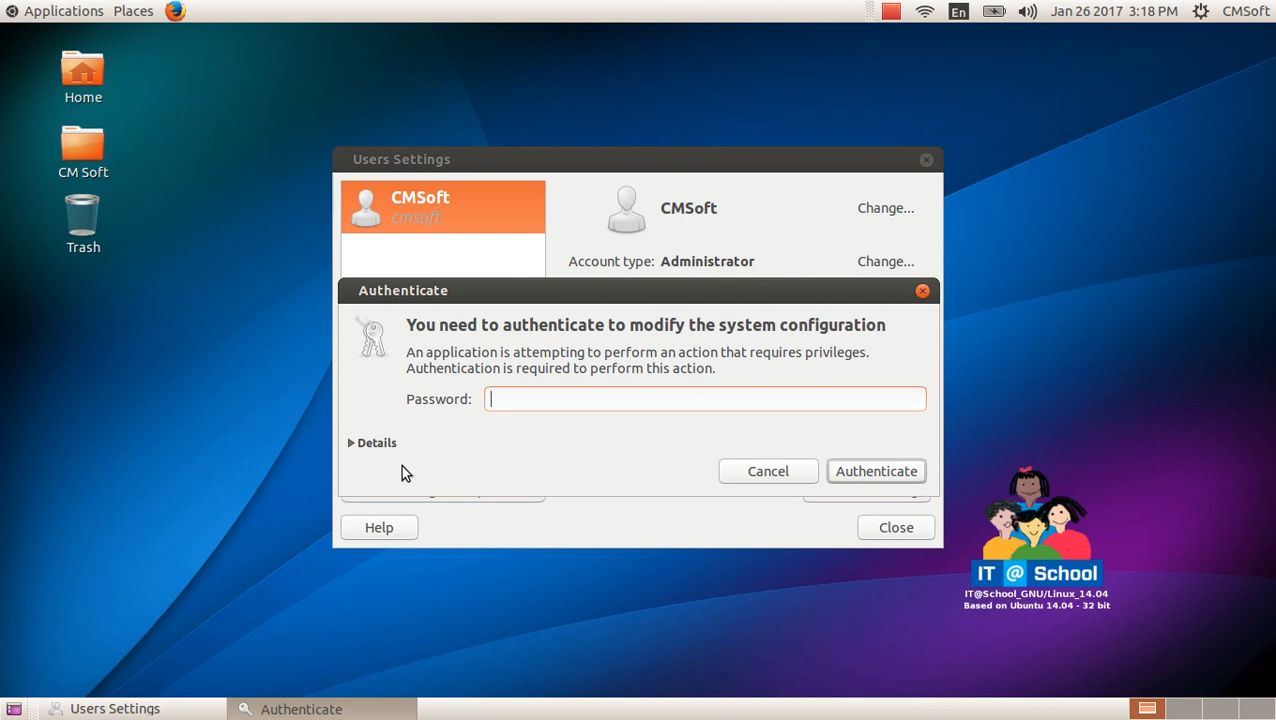 Applications Places
En Jan 26 2017 3:18 PM CMSoft
Home
CM Soft
Trash
Users Settings
CMSoft
cmsoft
CMSoft
Change...
Account type: Administrator
Change...
Authenticate
You need to authenticate to modify the system configuration
An application is attempting to perform an action that requires privileges.
Authentication is required to perform this action.
Password:
Details
Cancel
Authenticate
Help
Close
IT @ School
IT@School_GNU/Linux_14.04
Based on Ubuntu 14.04 - 32 bit
Users Settings
Authenticate